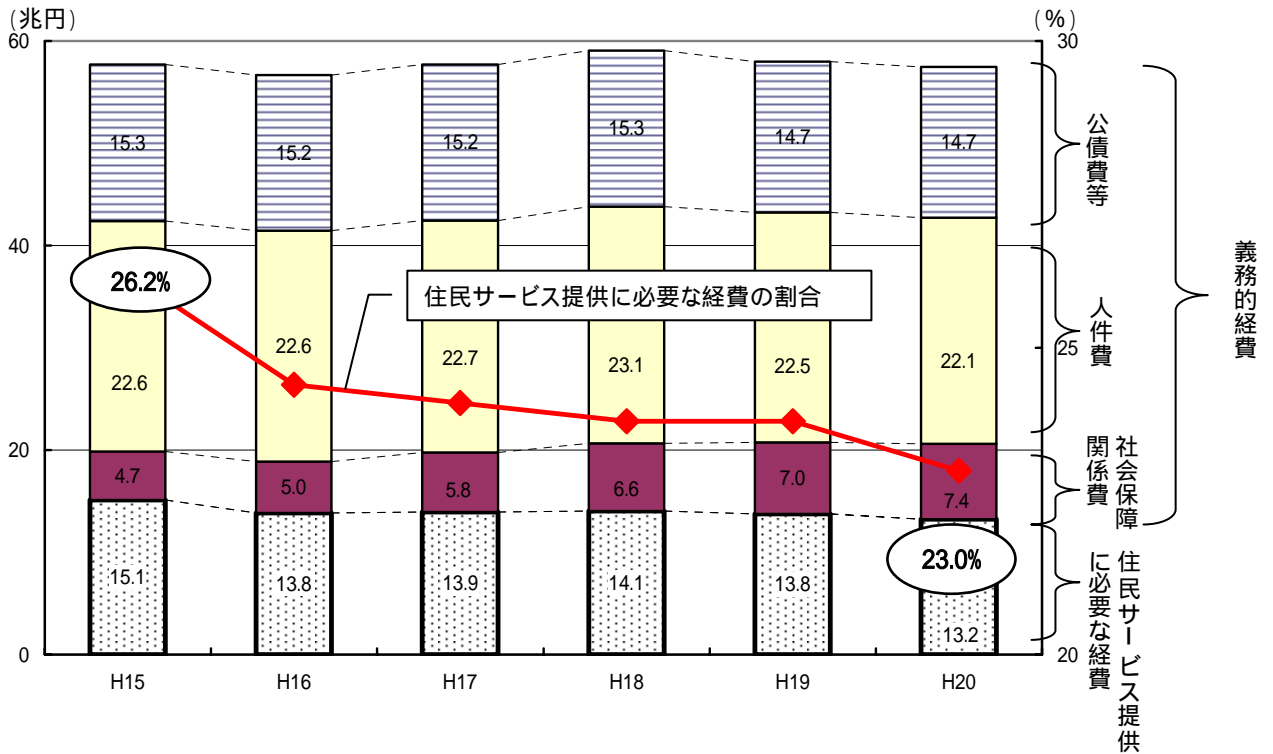 (兆円)
(%)
60
30
15.3
15.2
15.2
15.3
14.7
14.7
公債費等
40
26.2%
住民サービス提供に必要な経費の割合
義務的経費
人件費
25
22.6
22.6
22.7
23.1
22.5
22.1
20
4.7
5.0
5.8
6.6
7.0
7.4
社会保障
関係費
23.0%
15.1
13.8
13.9
14.1
13.8
13.2
住民サービス提供
に必要な経費
0
20
H15
H16
H17
H18
H19
H20